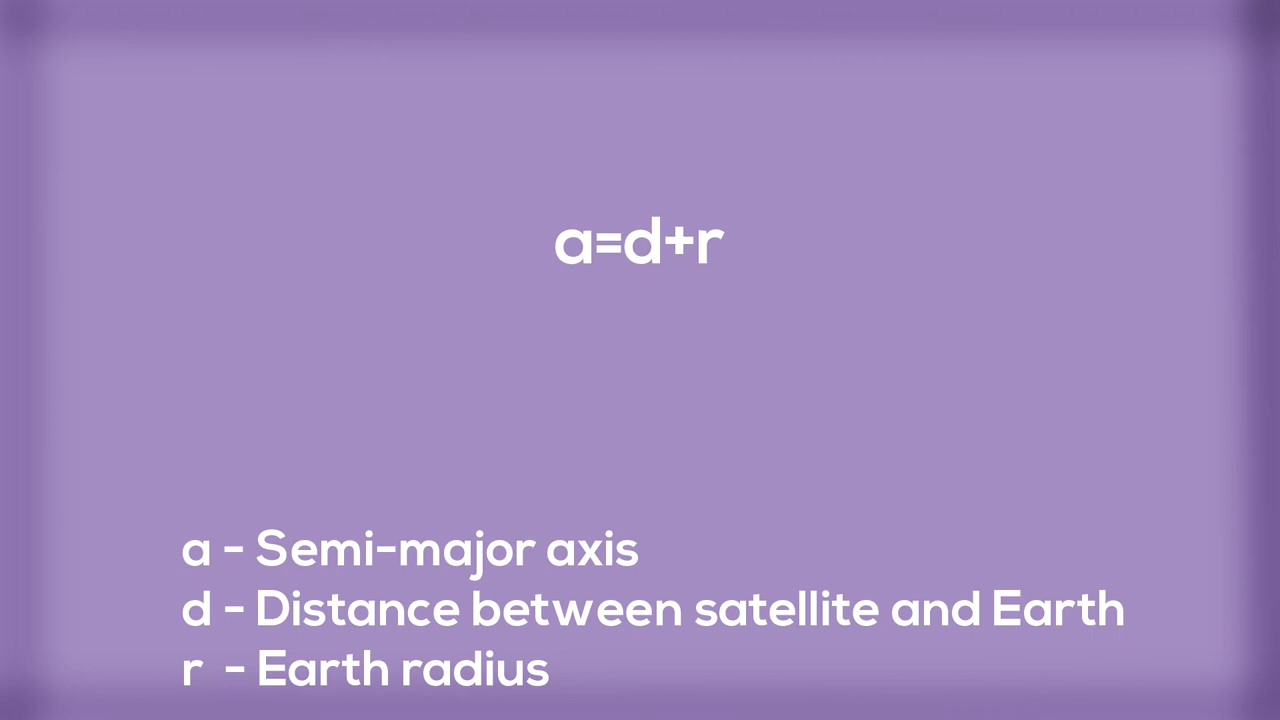 a=d+r
a - Semi-major axis
d - Distance between satellite and Earth
r - Earth radius